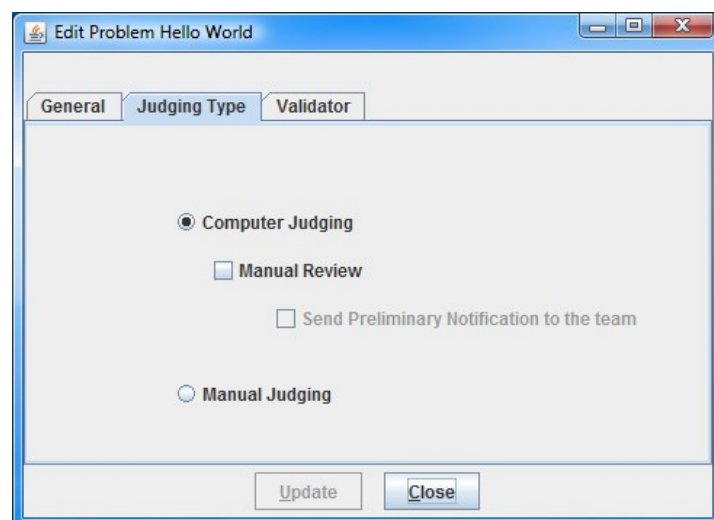 Edit Problem Hello World
General Judging Type Validator
Computer Judging
Manual Review
Send Preliminary Notification to the team
Manual Judging
Update Close